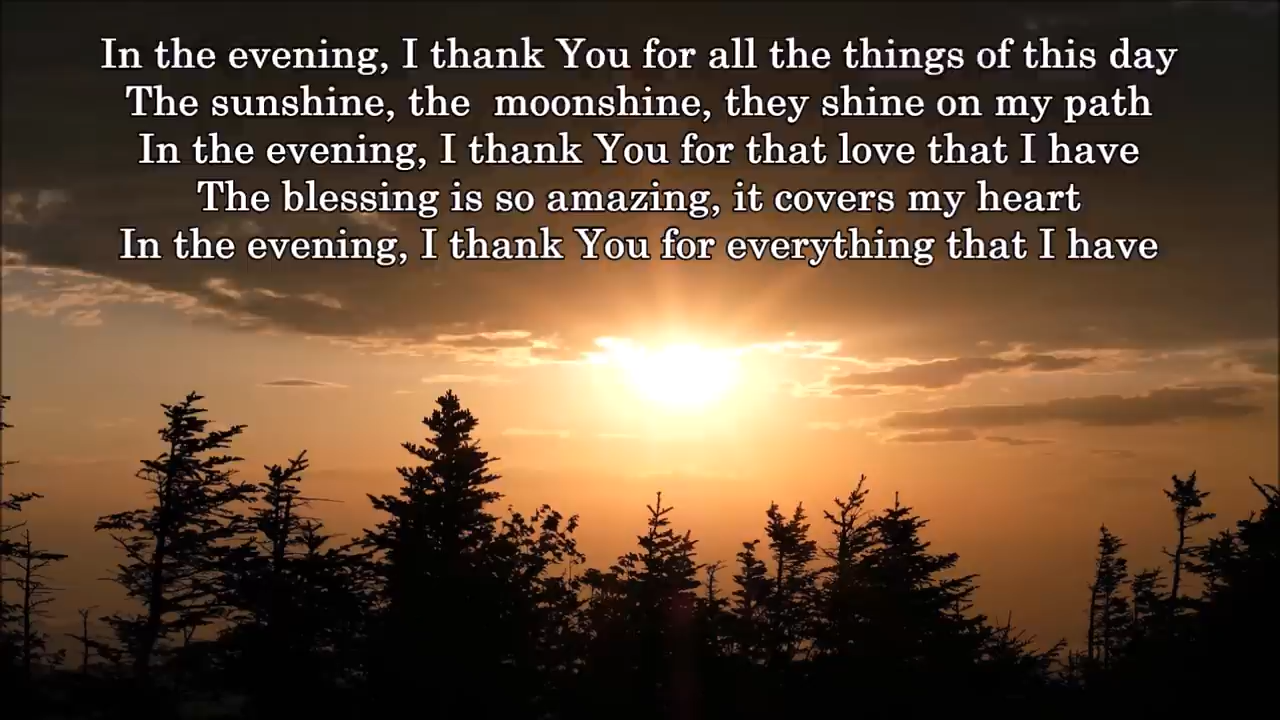 In the evening, I thank You for all the things of this day
The sunshine, the  moonshine, they shine on my path
In the evening, I thank You for that love that I have
The blessing is so amazing, it covers my heart
In the evening, I thank You for everything that I have